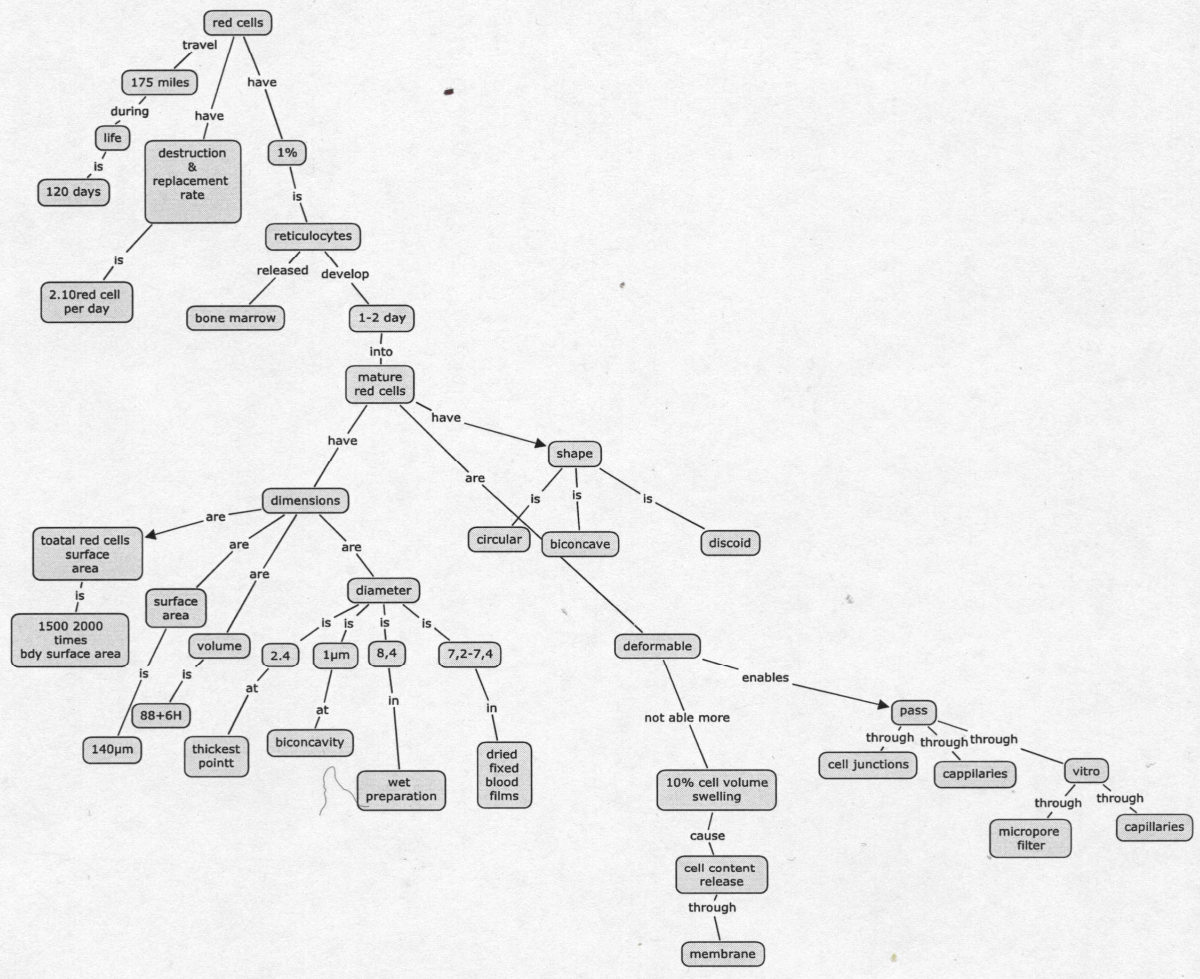 red cells
travel
175 miles
have
during
have
life
destruction
&
replacement
rate
1%
is
120 days
is
reticulocytes
is
released
develop
2.10red cell
per day
bone marrow
1-2 day
into
mature
red cells
have
have
shape
are
is
is
is
circular
biconcave
discoid
dimensions
are
toatal red cells
surface
area
are
are
are
is
1500 2000
times
bdy surface area
surface
area
volume
diameter
is
is
is
is
2.4
1µm
8,4
7,2-7,4
is
is
at
at
in
in
88+6H
140µm
thickest
pointt
biconcavity
wet
preparation
dried
fixed
blood
films
deformable
enables
not able more
pass
through
through
through
cell junctions
cappilaries
vitro
through
through
micropore
filter
capillaries
10% cell volume
swelling
cause
cell content
release
through
membrane